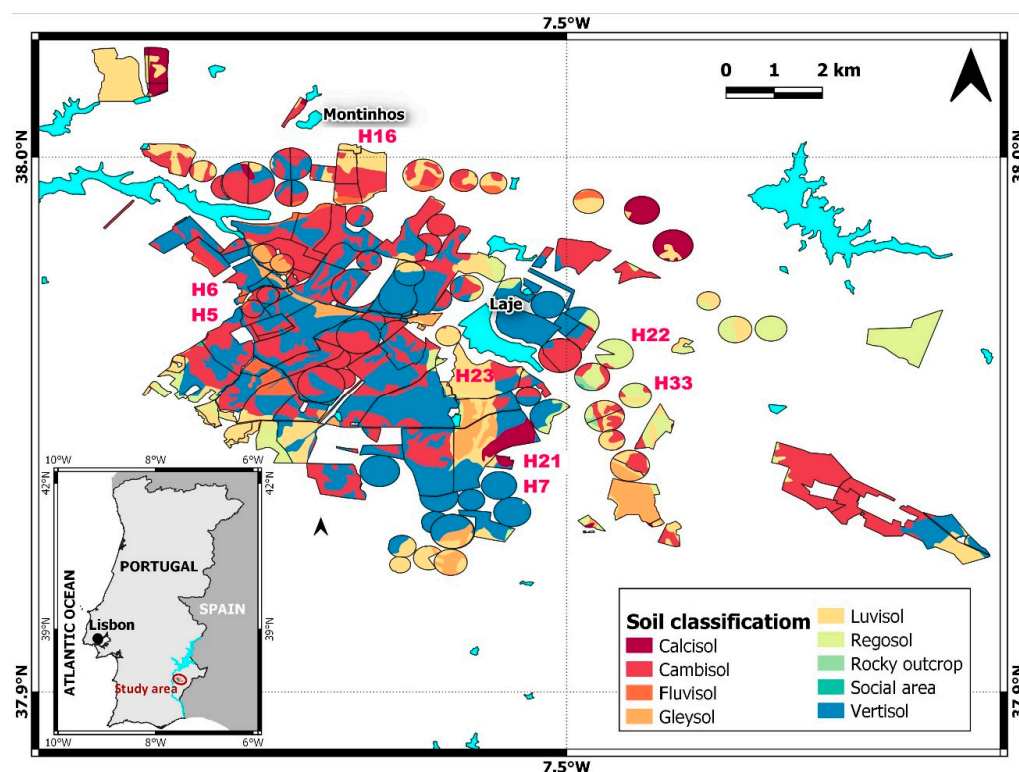 7.5°W
0 1 2 km
Montinhos
H16
38.0°N
38.0°N
H6
H5
Laje
H22
H23
H33
H21
H7
10°W 8°W 6°W
42°N
42°N
PORTUGAL
SPAIN
ATLANTIC OCEAN
Lisbon
39°N
39°N
Study area
10°W 8°W 6°W
Soil classificatiom
Calcisol
Cambisol
Fluvisol
Gleysol
Luvisol
Regosol
Rocky outcrop
Social area
Vertisol
37.9°N
37.9°N
7.5°W